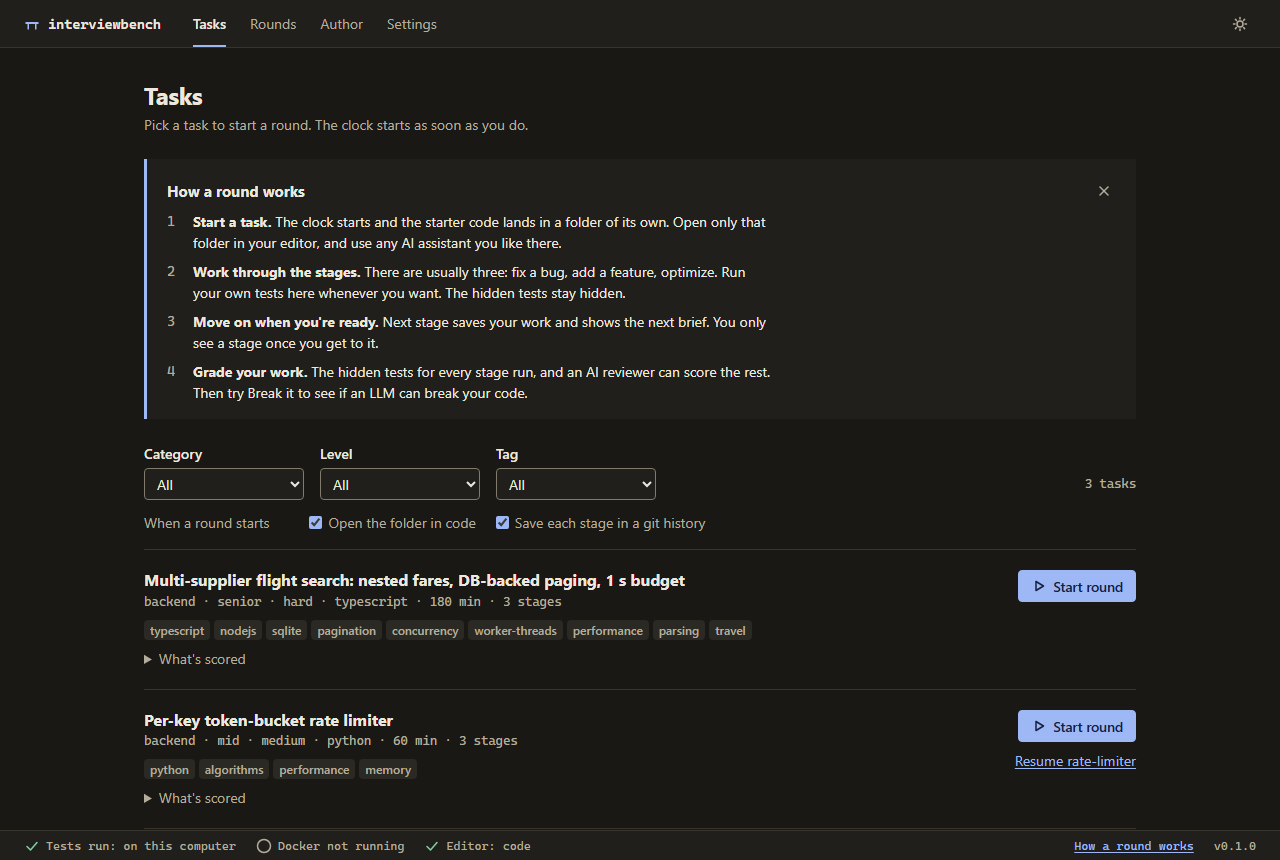 interviewbench Tasks Rounds Author Settings
Tasks
Pick a task to start a round. The clock starts as soon as you do.
How a round works
1 Start a task. The clock starts and the starter code lands in a folder of its own. Open only that
folder in your editor, and use any AI assistant you like there.
2 Work through the stages. There are usually three: fix a bug, add a feature, optimize. Run
your own tests here whenever you want. The hidden tests stay hidden.
3 Move on when you're ready. Next stage saves your work and shows the next brief. You only
see a stage once you get to it.
4 Grade your work. The hidden tests for every stage run, and an AI reviewer can score the rest.
Then try Break it to see if an LLM can break your code.
Category Level Tag
All All All 3 tasks
When a round starts Open the folder in code Save each stage in a git history
Multi-supplier flight search: nested fares, DB-backed paging, 1 s budget Start round
backend · senior · hard · typescript · 180 min · 3 stages
typescript nodejs sqlite pagination concurrency worker-threads performance parsing travel
What's scored
Per-key token-bucket rate limiter Start round
backend · mid · medium · python · 60 min · 3 stages
python algorithms performance memory Resume rate-limiter
What's scored
Tests run: on this computer Docker not running Editor: code How a round works v0.1.0